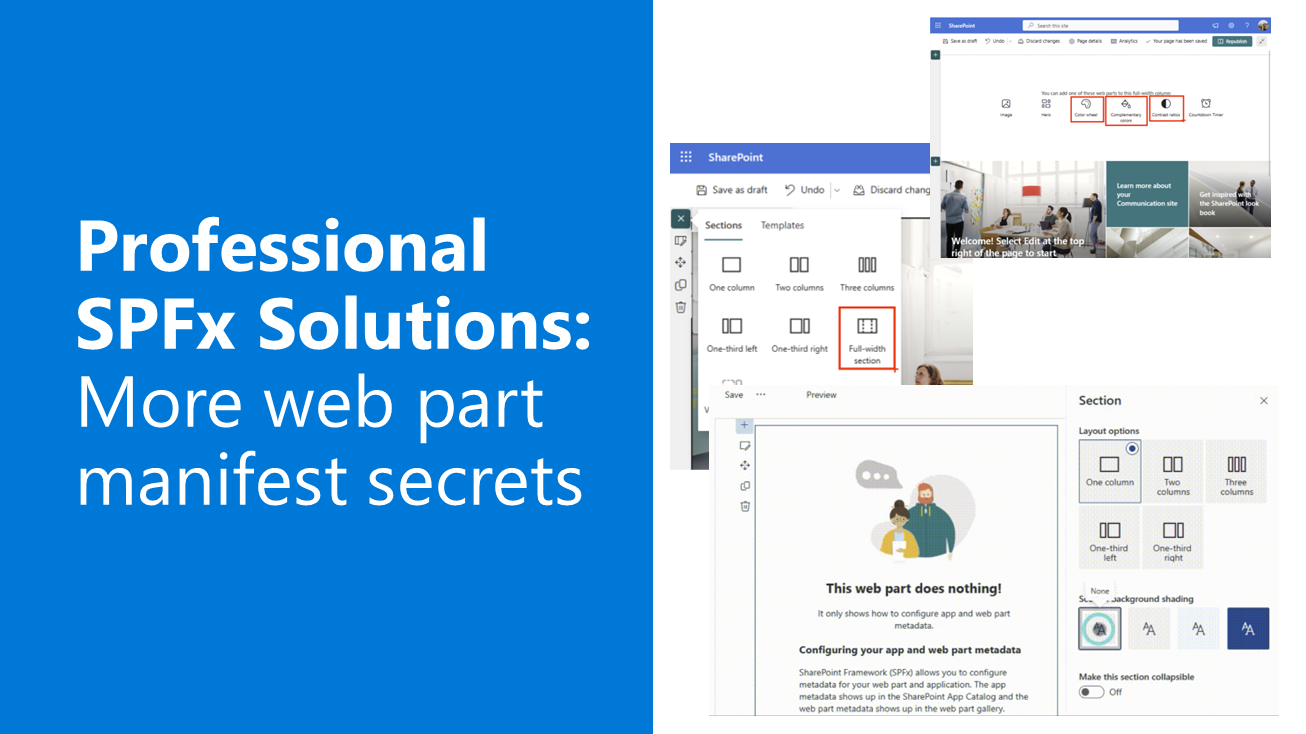 Professional
SPFx Solutions:
More web part
manifest secrets
SharePoint
Search this site
Save as draft
Undo
Discard changes
Page details
Analytics
Your page has been saved
Republish
You can add one of these web parts to this full-width column
Image
Hero
Color wheel
Complementary
colors
Contrast ratios
Countdown Timer
Learn more about
your
Communication site
Get inspired with
the SharePoint look
book
Welcome! Select Edit at the top
right of the page to start
SharePoint
Save as draft
Undo
Discard chang
Sections
Templates
One column
Two columns
Three columns
One-third left
One-third right
Full-width
section
Save
Preview
This web part does nothing!
It only shows how to configure app and web part
metadata.
Configuring your app and web part metadata
SharePoint Framework (SPFx) allows you to configure
metadata for your web part and application. The app
metadata shows up in the SharePoint App Catalog and the
web part metadata shows up in the web part gallery.
Section
Layout options
One column
Two
columns
Three
columns
One-third
left
One-third
right
None
background shading
Make this section collapsible
Off